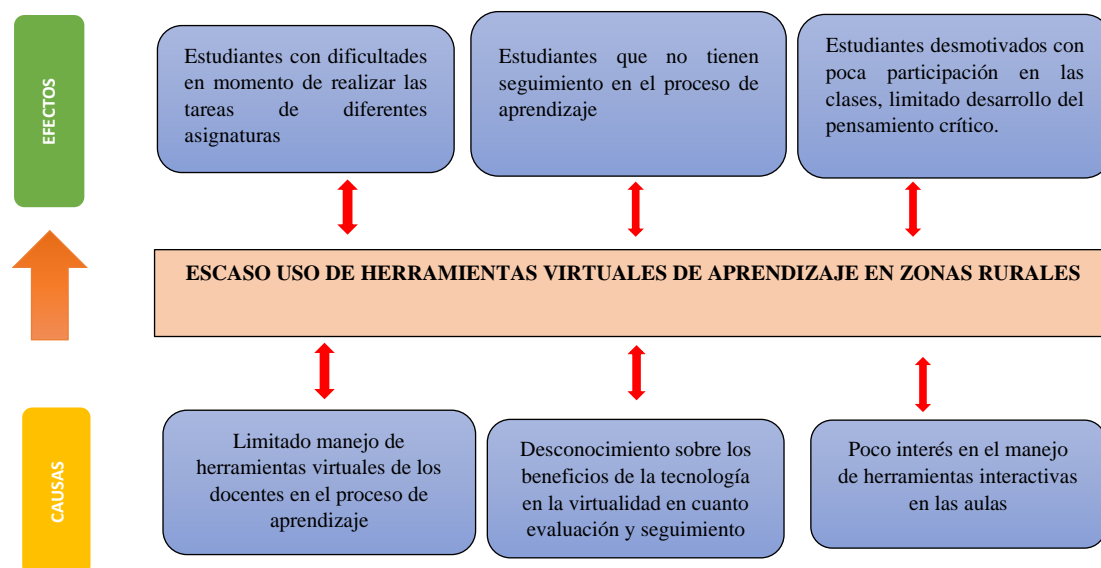 EFECTOS
Estudiantes con dificultades
en momento de realizar las
tareas de diferentes
asignaturas
Estudiantes que no tienen
seguimiento en el proceso de
aprendizaje
Estudiantes desmotivados con
poca participación en las
clases, limitado desarrollo del
pensamiento crítico.
ESCASO USO DE HERRAMIENTAS VIRTUALES DE APRENDIZAJE EN ZONAS RURALES
CAUSAS
Limitado manejo de
herramientas virtuales de los
docentes en el proceso de
aprendizaje
Desconocimiento sobre los
beneficios de la tecnología
en la virtualidad en cuanto
evaluación y seguimiento
Poco interés en el manejo
de herramientas interactivas
en las aulas